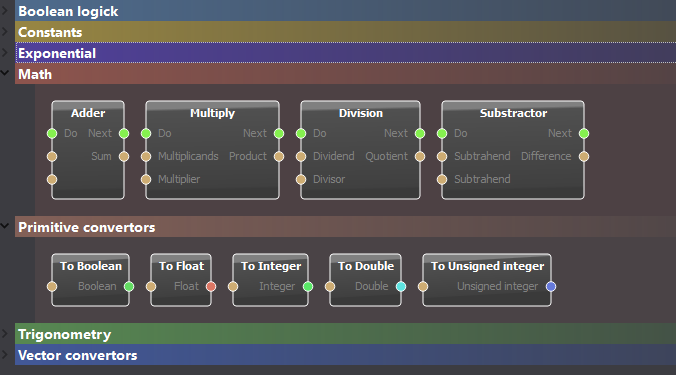 Boolean logick
Constants
Exponential
Math
Adder Multiply Division Substractor
Do Next Do Next Do Next Do Next
Sum Multiplicands Product Dividend Quotient Subtrahend Difference
Multiplier Divisor Subtrahend
Primitive convertors
To Boolean To Float To Integer To Double To Unsigned integer
Boolean Float Integer Double Unsigned integer
Trigonometry
Vector convertors